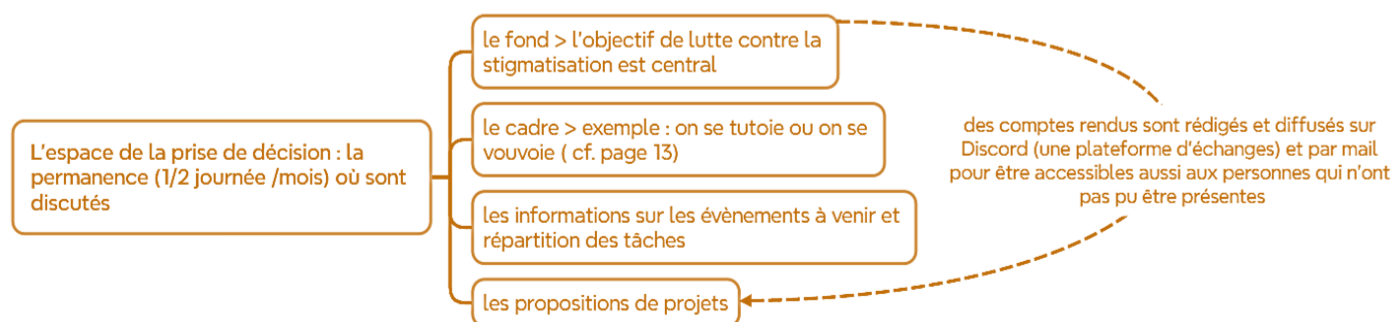 L'espace de la prise de décision : la
permanence (1/2 journée /mois) où sont
discutés
le fond > l'objectif de lutte contre la
stigmatisation est central
le cadre > exemple : on se tutoie ou on se
vouvoie ( cf. page 13)
les informations sur les évènements à venir et
répartition des tâches
les propositions de projets
des comptes rendus sont rédigés et diffusés sur
Discord (une plateforme d'échanges) et par mail
pour être accessibles aussi aux personnes qui n'ont
pas pu être présentes